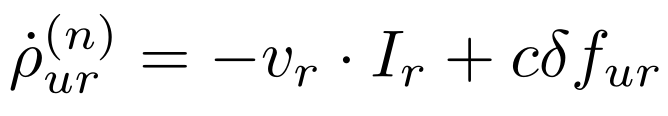 $\dot{\rho}_{ur}^{(n)} = -v_r \cdot I_r + c\delta f_{ur}$